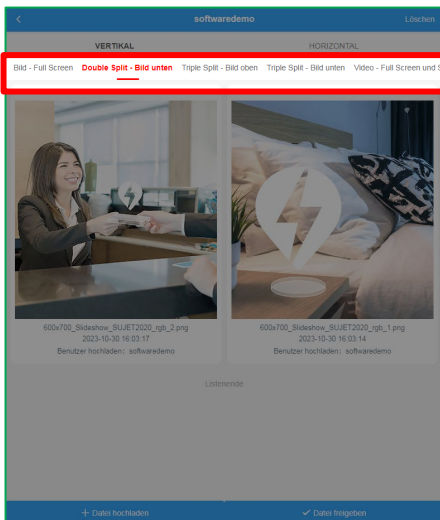 softwaredemo Löschen
VERTIKAL HORIZONTAL
Bild - Full Screen Double Split - Bild unten Triple Split - Bild oben Triple Split - Bild unten Video - Full Screen und S
600x700_Slideshow_SUJET2020_rgb_2.png 600x700_Slideshow_SUJET2020_rgb_1.png
2023-10-30 16:03:17 2023-10-30 16:03:14
Benutzer hochladen: softwaredemo Benutzer hochladen: softwaredemo
Listenende
+ Datei hochladen ✓ Datei freigeben